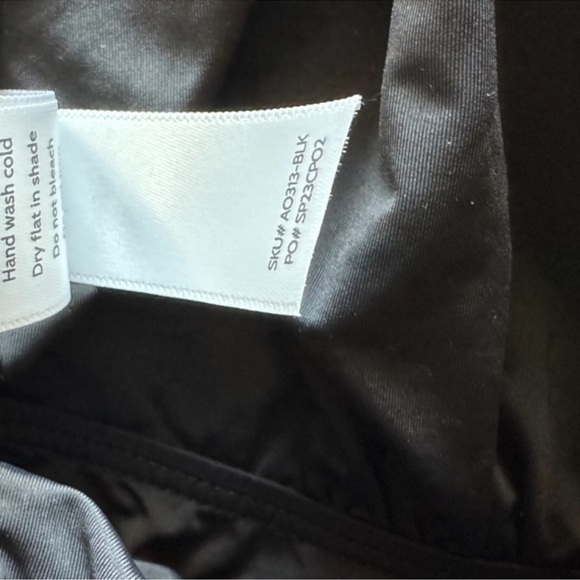 Hand wash cold
Dry flat in shade
Do not bleach
SKU# AO313-BLK
PO# SP23CPO2